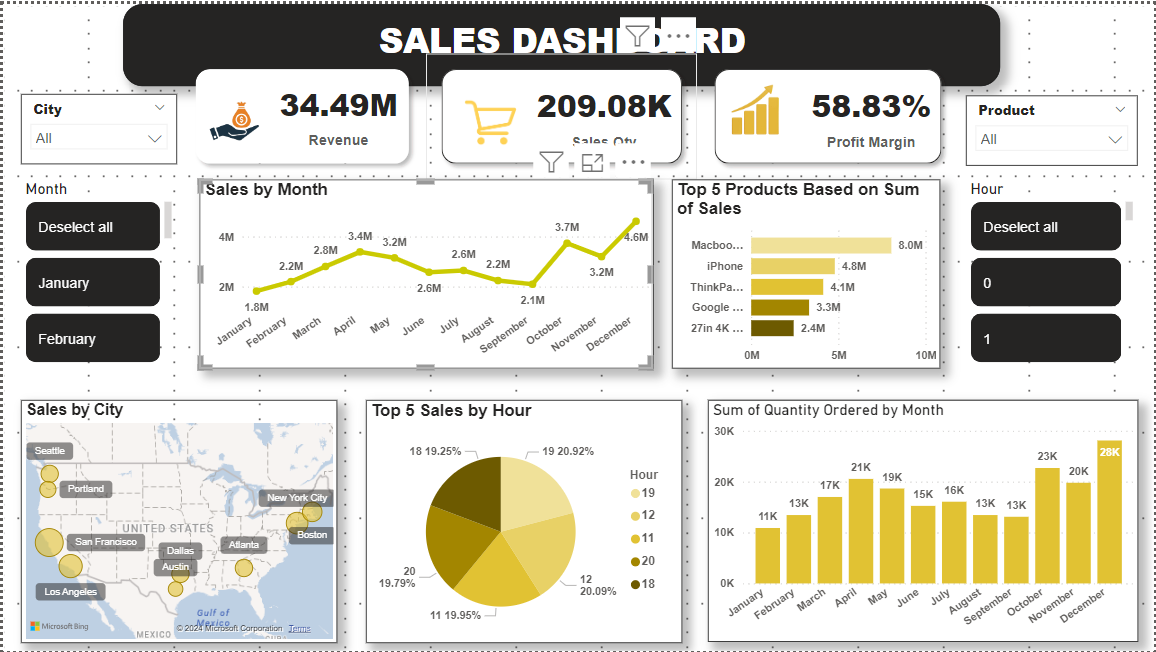 SALES DASHBOARD
34.49M
Revenue
209.08K
Sales Qty
58.83%
Profit Margin
City
All
Product
All
Month
Deselect all
January
February
Sales by Month
4M
2M
1.8M
2.2M
2.8M
3.4M
3.2M
2.6M
2.6M
2.2M
2.1M
3.7M
3.2M
4.6M
January
February
March
April
May
June
July
August
September
October
November
December
Top 5 Products Based on Sum
of Sales
Macboo...
8.0M
iPhone
4.8M
ThinkPa...
4.1M
Google ...
3.3M
27in 4K ...
2.4M
0M
5M
10M
Hour
Deselect all
0
1
Sales by City
Seattle
Portland
New York City
UNITED STATES
Boston
San Francisco
Dallas
Atlanta
Austin
Los Angeles
Gulf of
Mexico
Microsoft Bing
MEXICO
© 2024 Microsoft Corporation Terms
Top 5 Sales by Hour
18 19.25%
19 20.92%
20
19.79%
12
20.09%
11 19.95%
Hour
19
12
11
20
18
Sum of Quantity Ordered by Month
30K
20K
10K
0K
11K
13K
17K
21K
19K
15K
16K
13K
13K
23K
20K
28K
January
February
March
April
May
June
July
August
September
October
November
December